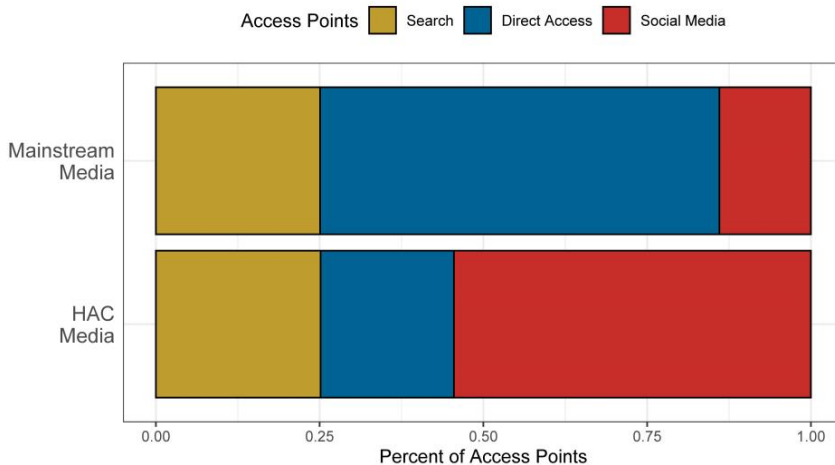 Access Points Search Direct Access Social Media
Mainstream
Media
HAC
Media
0.00 0.25 0.50 0.75 1.00
Percent of Access Points